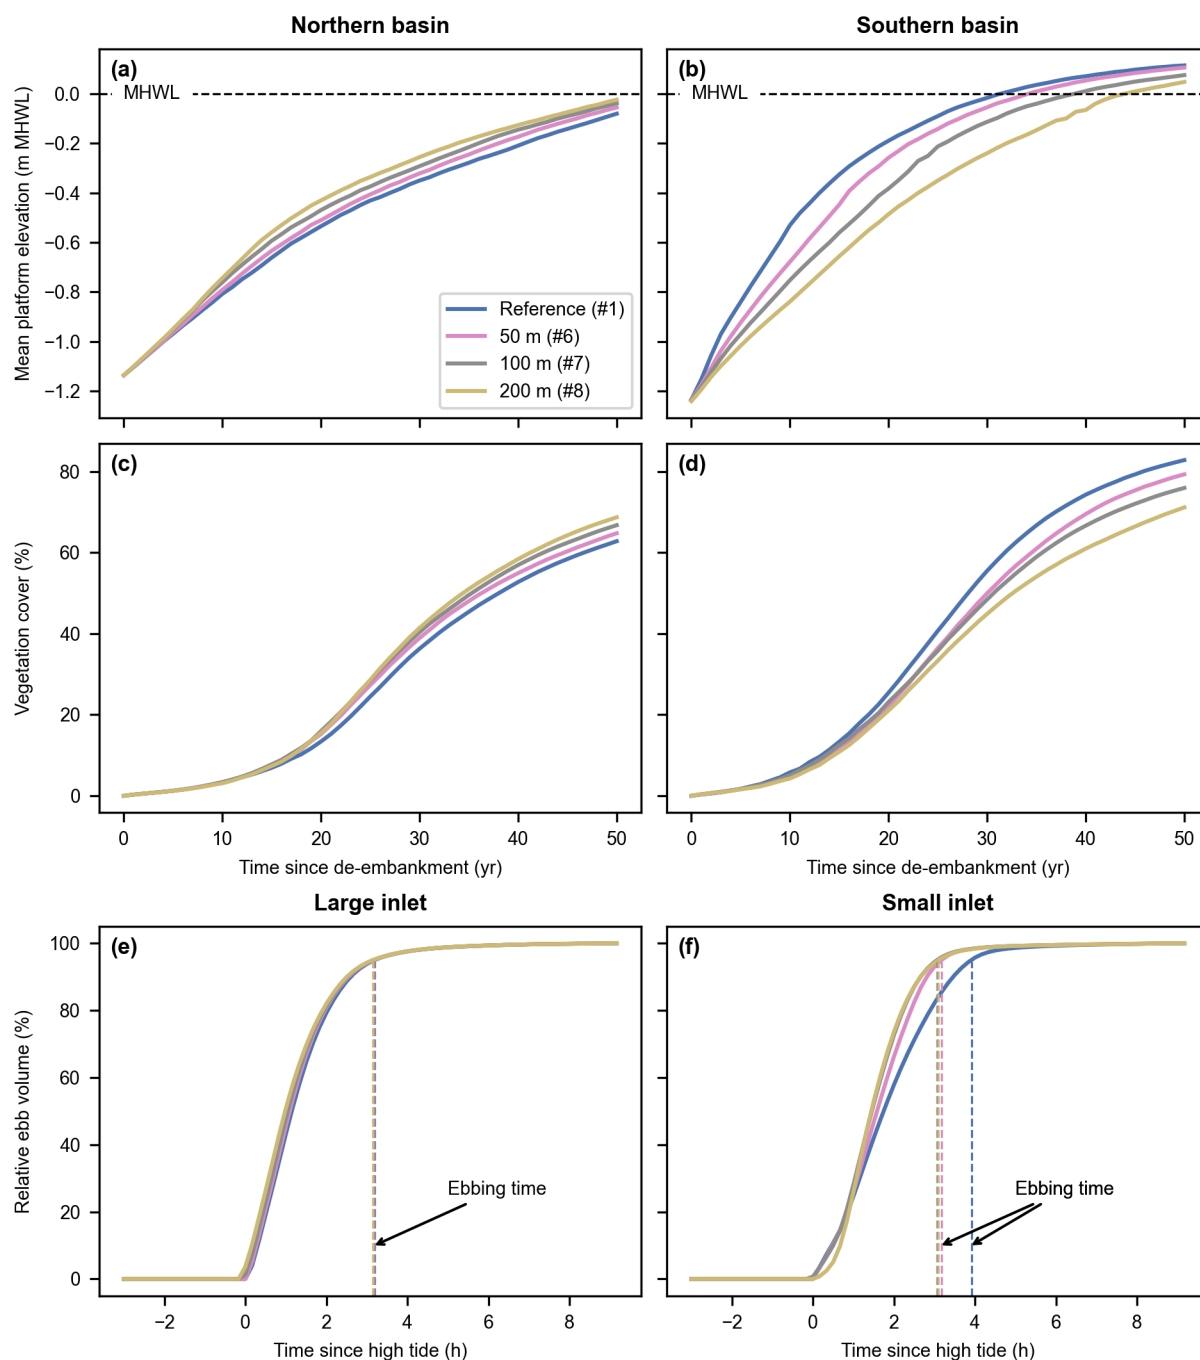 Northern basin
Southern basin
(a)
MHWL
0.0
−0.2
−0.4
−0.6
−0.8
−1.0
−1.2
Mean platform elevation (m MHWL)
Reference (#1)
50 m (#6)
100 m (#7)
200 m (#8)
(b)
MHWL
(c)
80
60
40
20
0
Vegetation cover (%)
0 10 20 30 40 50
Time since de-embankment (yr)
(d)
0 10 20 30 40 50
Time since de-embankment (yr)
Large inlet
Small inlet
(e)
100
80
60
40
20
0
Relative ebb volume (%)
Ebbing time
−2 0 2 4 6 8
Time since high tide (h)
(f)
Ebbing time
−2 0 2 4 6 8
Time since high tide (h)